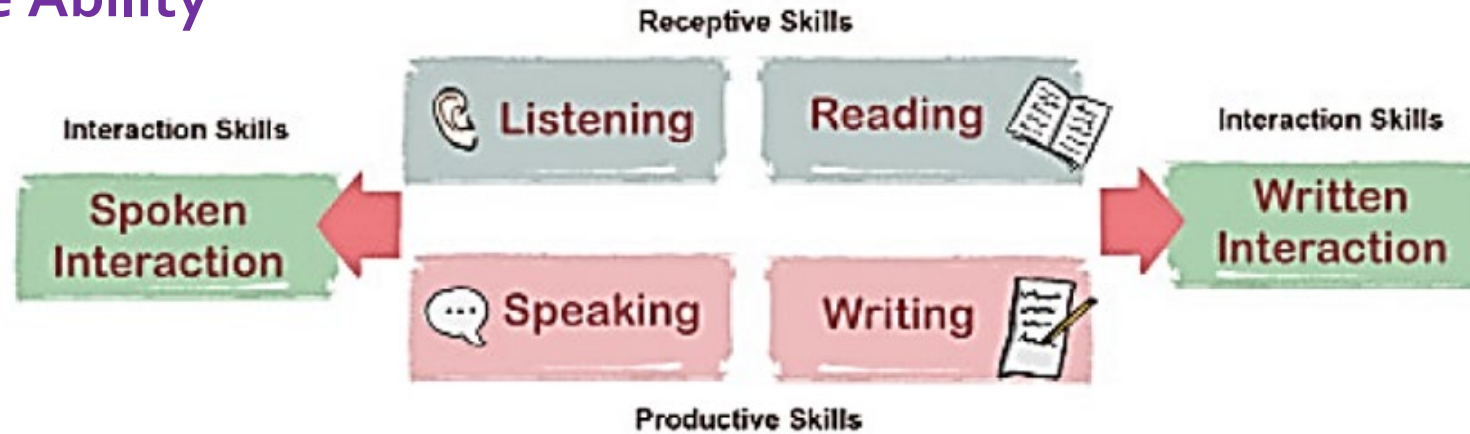 Ability
Receptive Skills
Listening
Reading
Interaction Skills
Spoken
Interaction
Interaction Skills
Written
Interaction
Speaking
Writing
Productive Skills